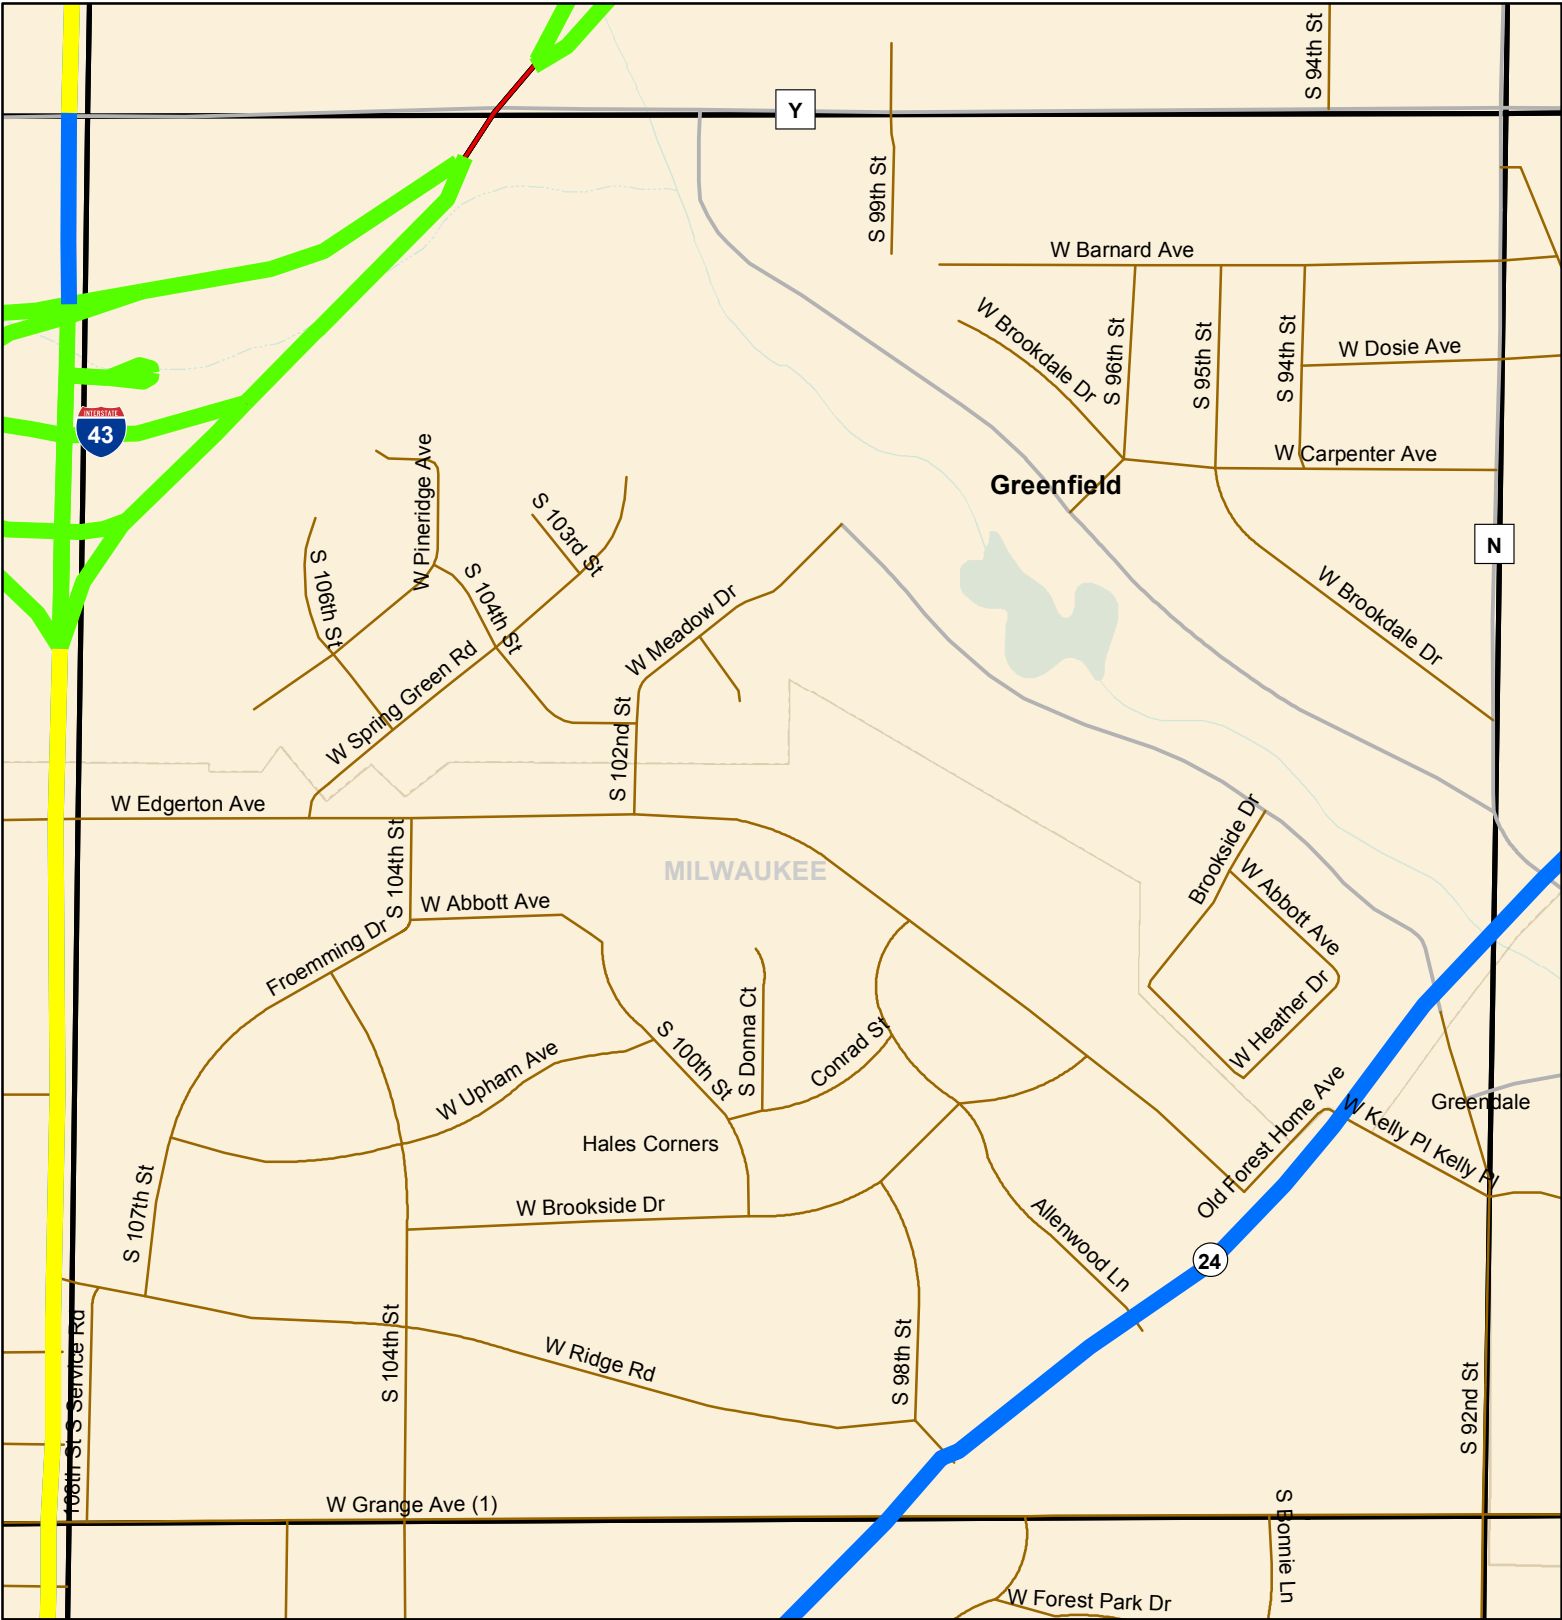 S 94th St
Y
S 99th St
W Barnard Ave
W Brookdale Dr
S 96th St
S 95th St
S 94th St
W Dosie Ave
INTERSTATE
43
W Carpenter Ave
W Pineridge Ave
Greenfield
S 103rd St
N
S 106th St
S 104th St
W Meadow Dr
W Brookdale Dr
W Spring Green Rd
S 102nd St
W Edgerton Ave
S 104th St
MILWAUKEE
Brookside Dr
W Abbott Ave
W Abbott Ave
Froemming Dr
S Donna Ct
W Heather Dr
S 100th St
Conrad St
W Upham Ave
Old Forest Home Ave
W Kelly Pl Kelly Pl
Greendale
Hales Corners
S 107th St
W Brookside Dr
Allenwood Ln
24
108th St S Service Rd
S 104th St
W Ridge Rd
S 98th St
S 92nd St
W Grange Ave (1)
S Bonnie Ln
W Forest Park Dr